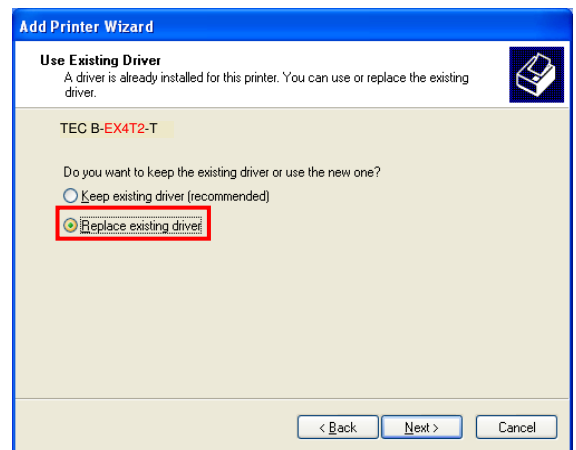 Add Printer Wizard
Use Existing Driver
A driver is already installed for this printer. You can use or replace the existing
driver.
TEC B-EX4T2-T
Do you want to keep the existing driver or use the new one?
Keep existing driver (recommended)
Replace existing driver
< Back Next > Cancel